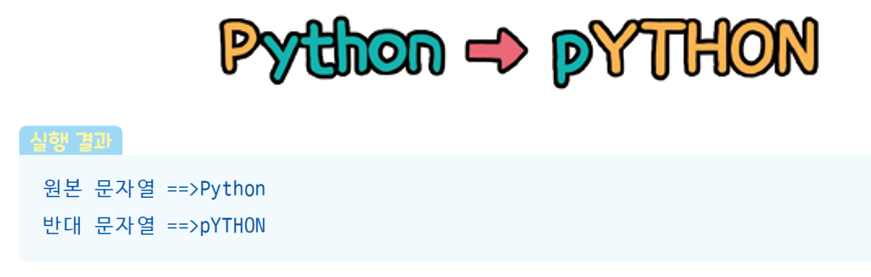 Python → pYTHON
실행 결과
원본 문자열 ==>Python
반대 문자열 ==>pYTHON